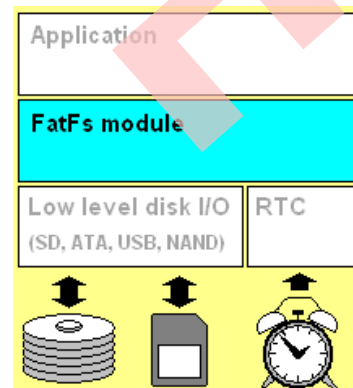 Application
FatFs module
Low level disk I/O
(SD, ATA, USB, NAND)
RTC